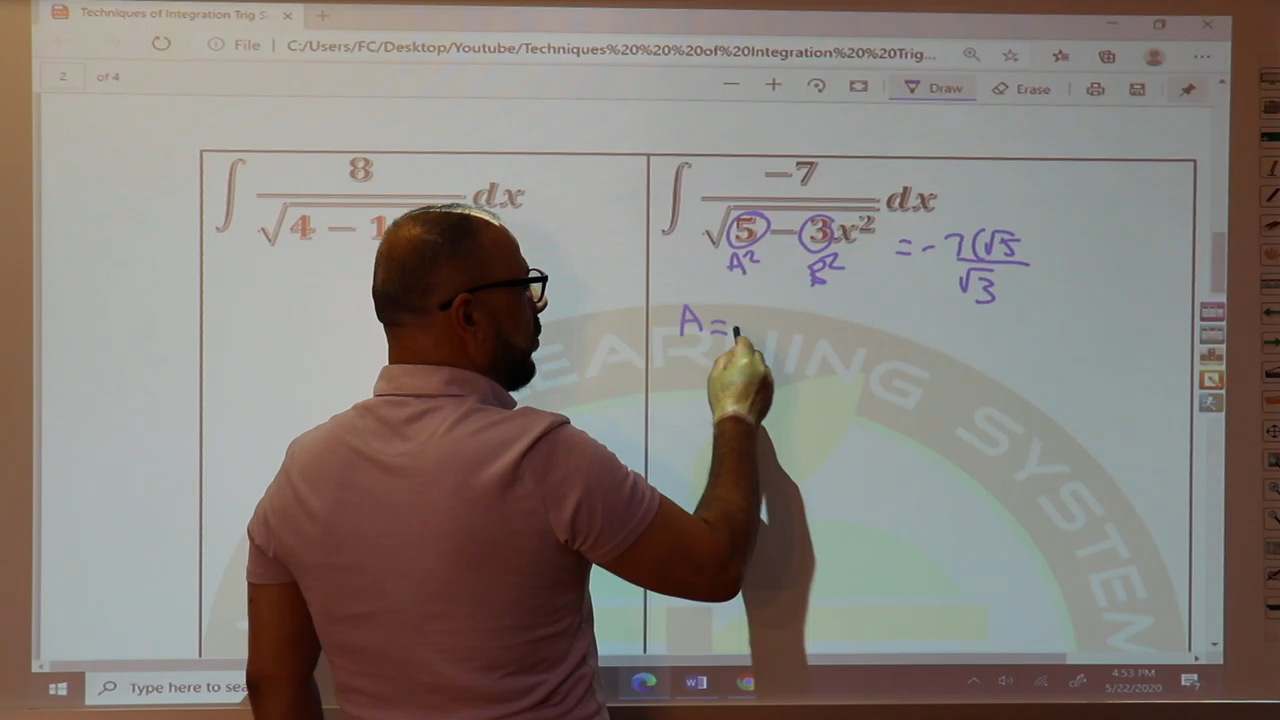 Techniques of Integration Trig S
File | C:/Users/FC/Desktop/Youtube/Techniques%20%20%20of%20Integration%20%20Trig...
2 of 4
Draw Erase
∫ 8 / √(4 − 1 dx
∫ −7 / √(5 − 3x²) dx
A² B²
= - 7(√5 / √3
A =
LEARNING SYSTEM
Type here to sea
4:53 PM
5/22/2020